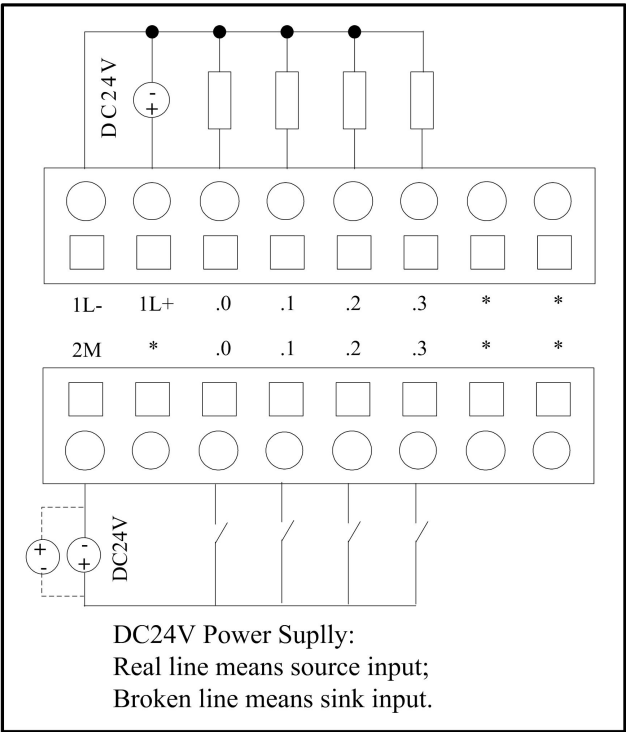 DC24V
-
+
1L- 1L+ .0 .1 .2 .3 * *
2M * .0 .1 .2 .3 * *
+
-
-
+
DC24V
DC24V Power Suplly:
Real line means source input;
Broken line means sink input.